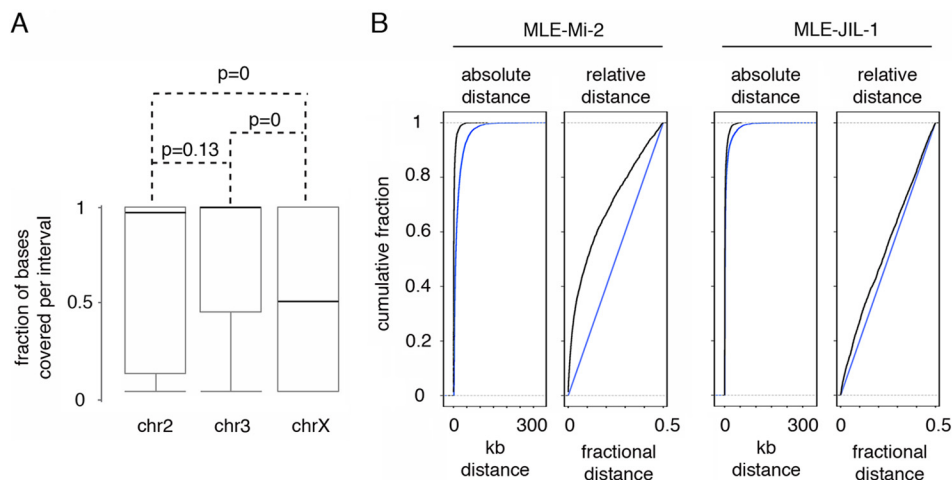 A
p=0
p=0
p=0.13
fraction of bases
covered per interval
1
0.5
0
chr2 chr3 chrX
B
MLE-Mi-2 MLE-JIL-1
absolute distance relative distance absolute distance relative distance
cumulative fraction
1
0.8
0.6
0.4
0.2
0
0 300 0 0.5 0 300 0 0.5
kb distance fractional distance kb distance fractional distance